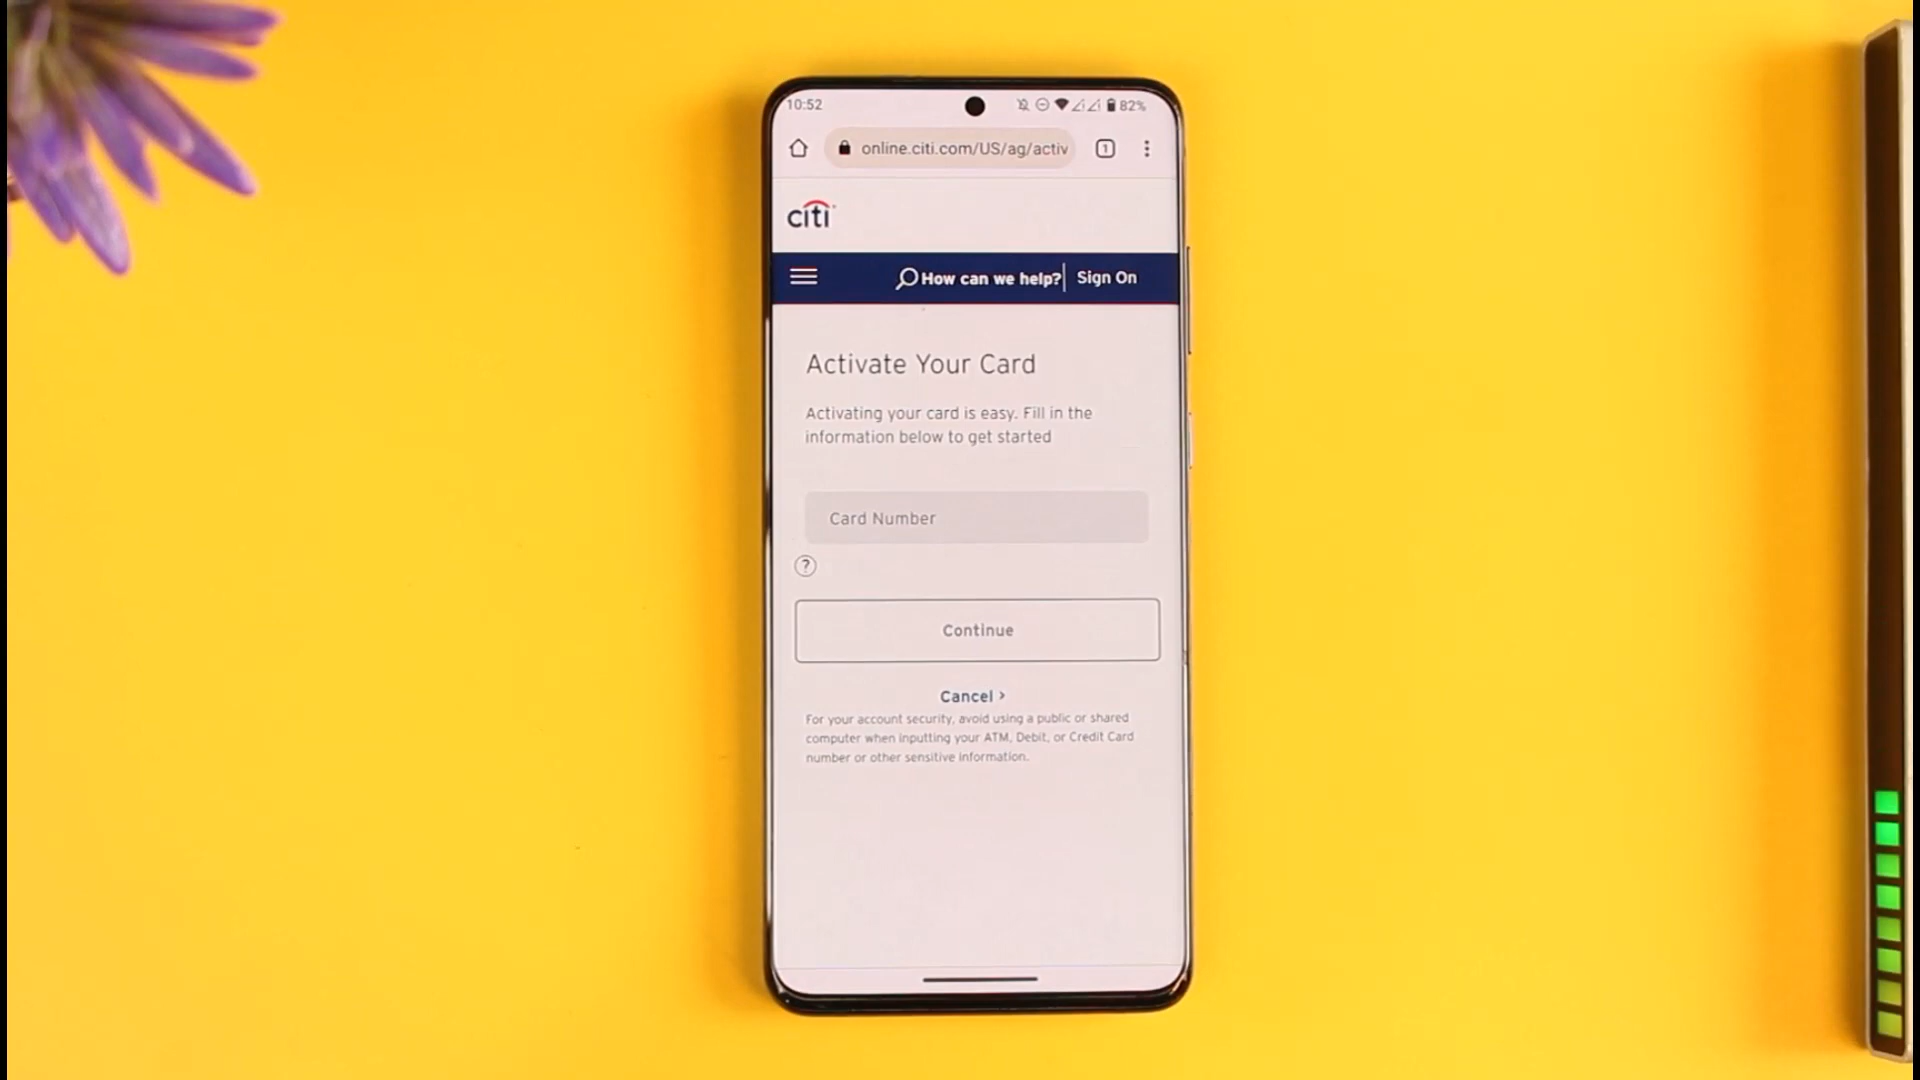 10:52
82%
online.citi.com/US/ag/activ
1
citi
How can we help? Sign On
Activate Your Card
Activating your card is easy. Fill in the
information below to get started
Card Number
?
Continue
Cancel ›
For your account security, avoid using a public or shared
computer when inputting your ATM, Debit, or Credit Card
number or other sensitive information.